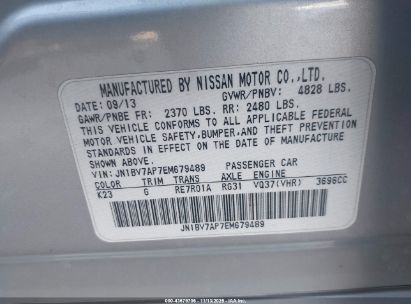 MANUFACTURED BY NISSAN MOTOR CO.,LTD.
DATE: 09/13 GVWR/PNBV: 4828 LBS.
GAWR/PNBE FR: 2370 LBS. RR: 2480 LBS.
THIS VEHICLE CONFORMS TO ALL APPLICABLE FEDERAL
MOTOR VEHICLE SAFETY,BUMPER,AND THEFT PREVENTION
STANDARDS IN EFFECT ON THE DATE OF MANUFACTURE
SHOWN ABOVE.
VIN: JN1BV7AP7EM679489 PASSENGER CAR
COLOR TRIM TRANS AXLE ENGINE
K23 G RE7R01A RG31 VQ37(VHR) 3696CC
JN1BV7AP7EM679489